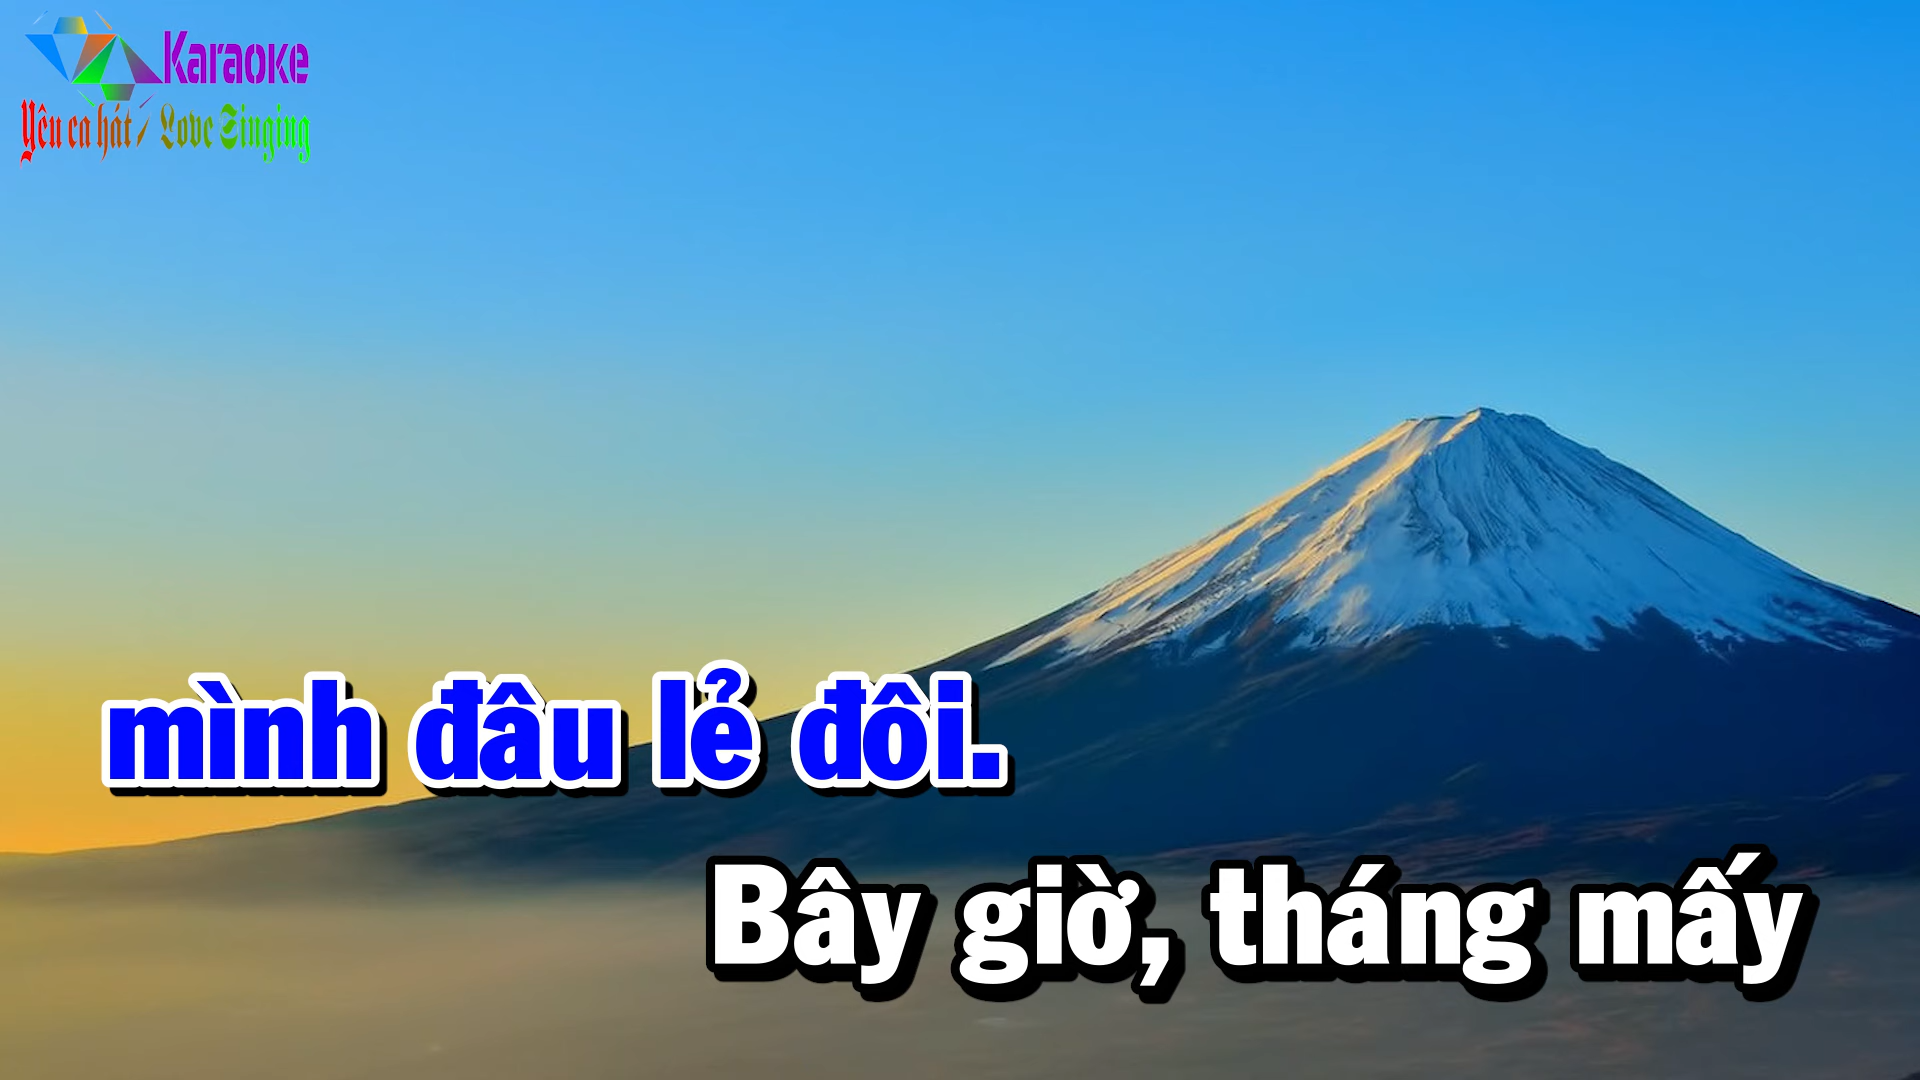 Karaoke
Yêu ca hát / Love Singing
mình đâu lẻ đôi.
Bây giờ, tháng mấy